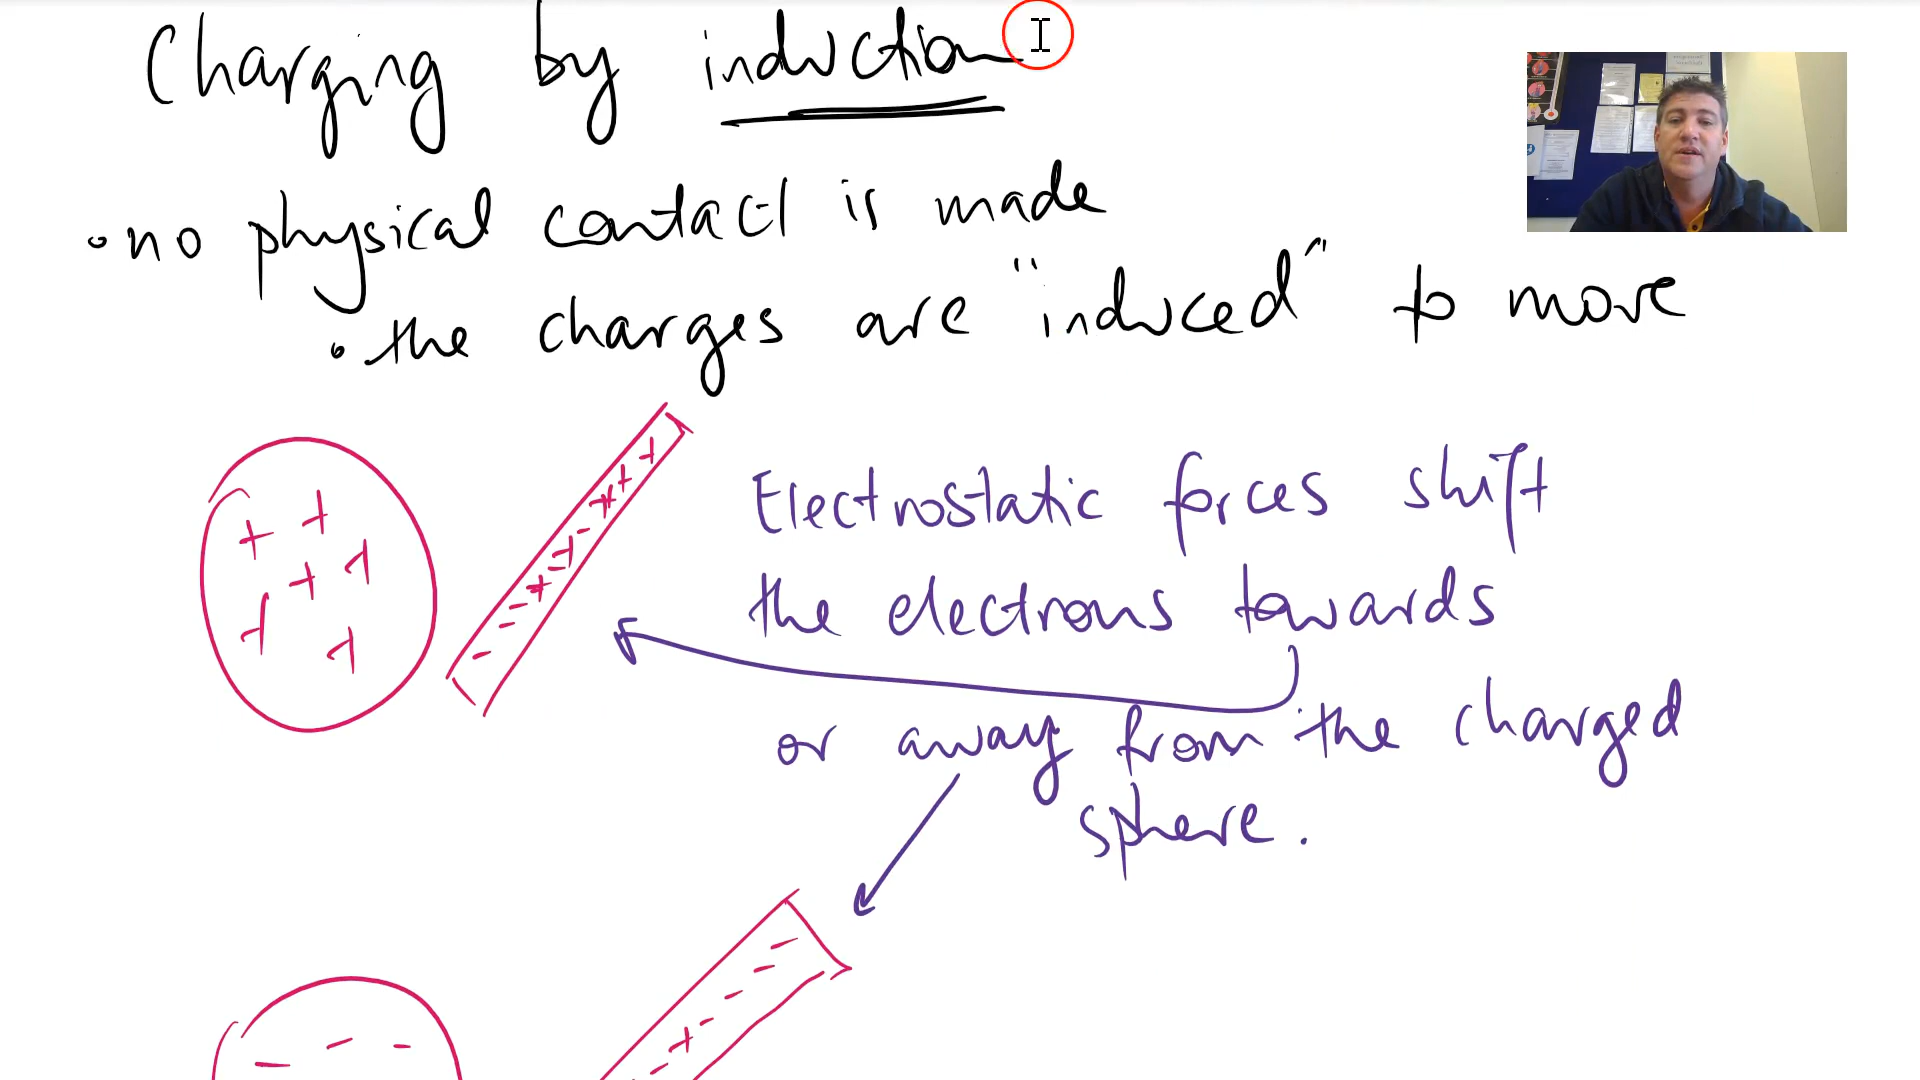 Charging by induction
• no physical contact is made
• the charges are "induced" to move
Electrostatic forces shift
the electrons towards
or away from the charged
sphere.